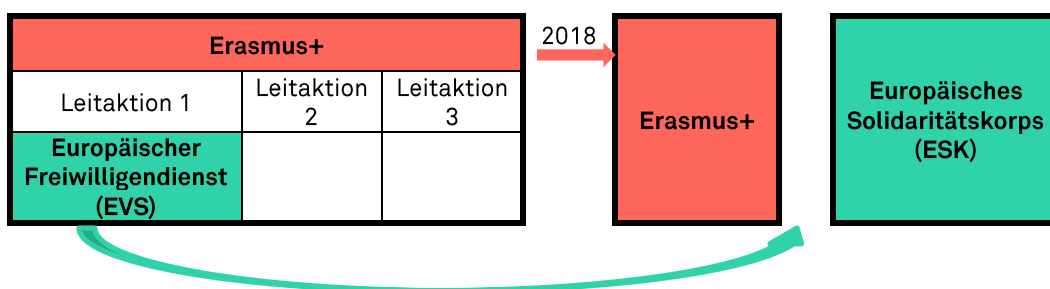 Erasmus+
Leitaktion 1
Leitaktion
2
Leitaktion
3
Europäischer
Freiwilligendienst
(EVS)
2018
Erasmus+
Europäisches
Solidaritätskorps
(ESK)